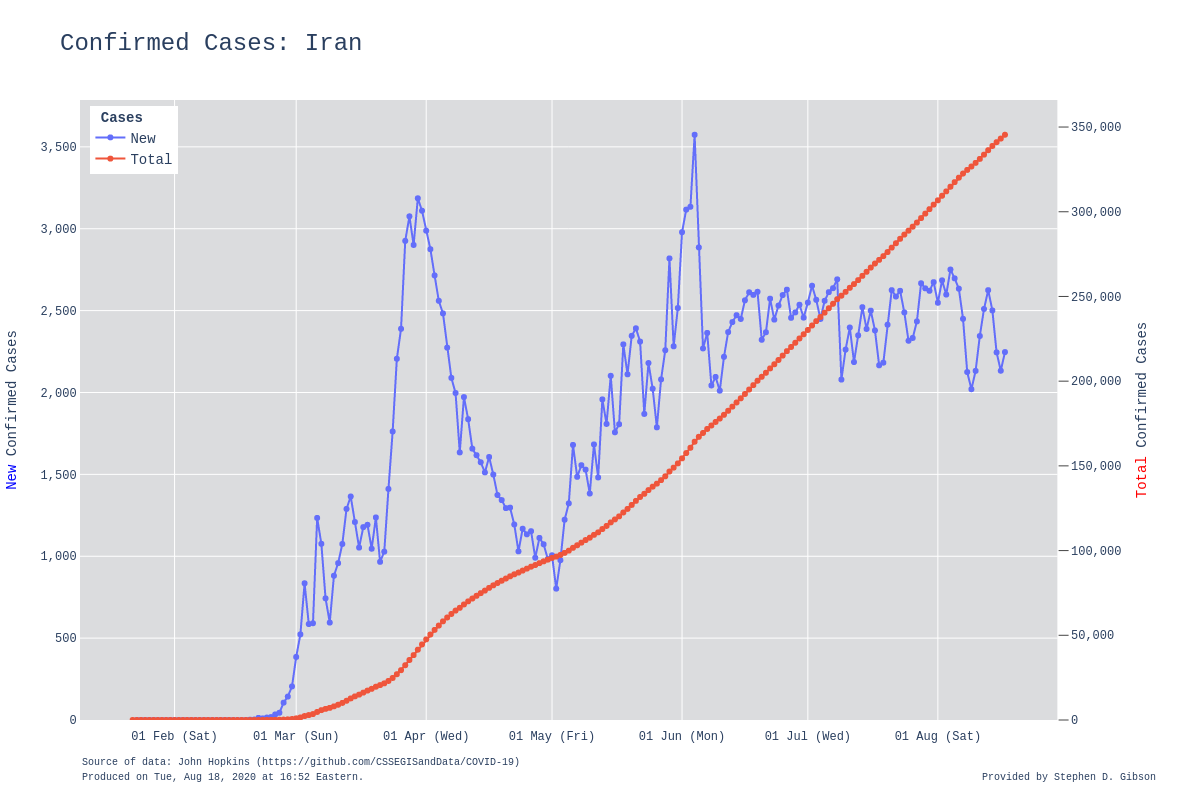 Confirmed Cases: Iran
Cases
New
Total
3,500
3,000
2,500
2,000
1,500
1,000
500
0
New Confirmed Cases
350,000
300,000
250,000
200,000
150,000
100,000
50,000
0
Total Confirmed Cases
01 Feb (Sat) 01 Mar (Sun) 01 Apr (Wed) 01 May (Fri) 01 Jun (Mon) 01 Jul (Wed) 01 Aug (Sat)
Source of data: John Hopkins (https://github.com/CSSEGISandData/COVID-19)
Produced on Tue, Aug 18, 2020 at 16:52 Eastern.
Provided by Stephen D. Gibson